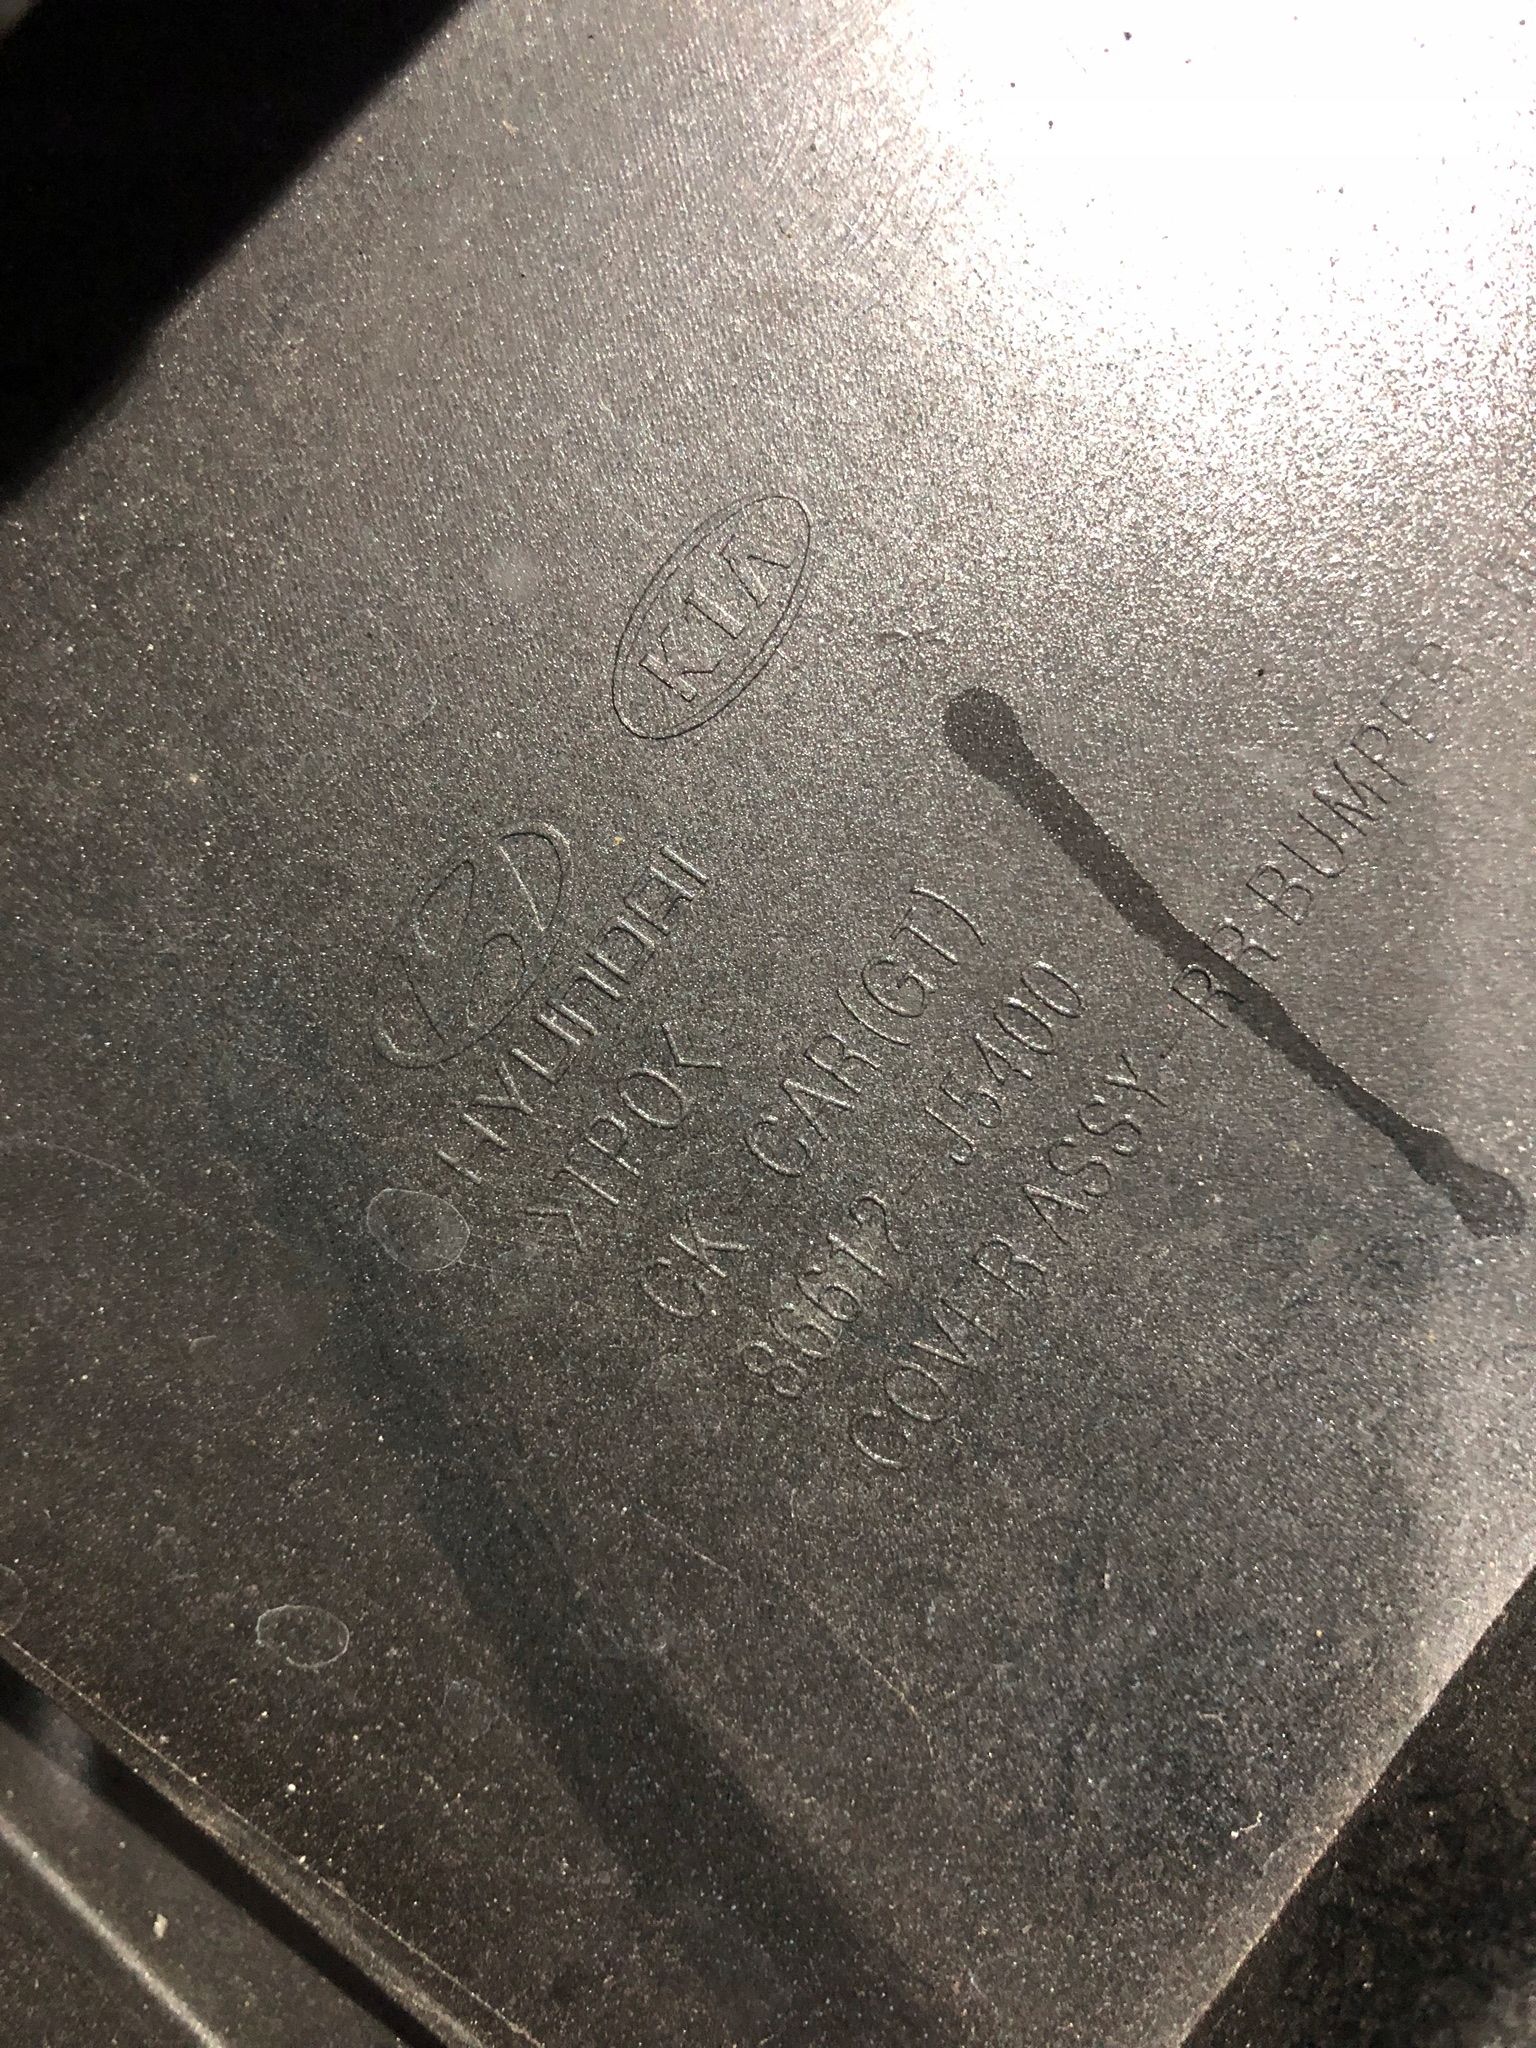 KIA
HYUNDAI
>TPO<
CK CAR(GT)
86612-J5400
COVER ASSY-RR BUMPER